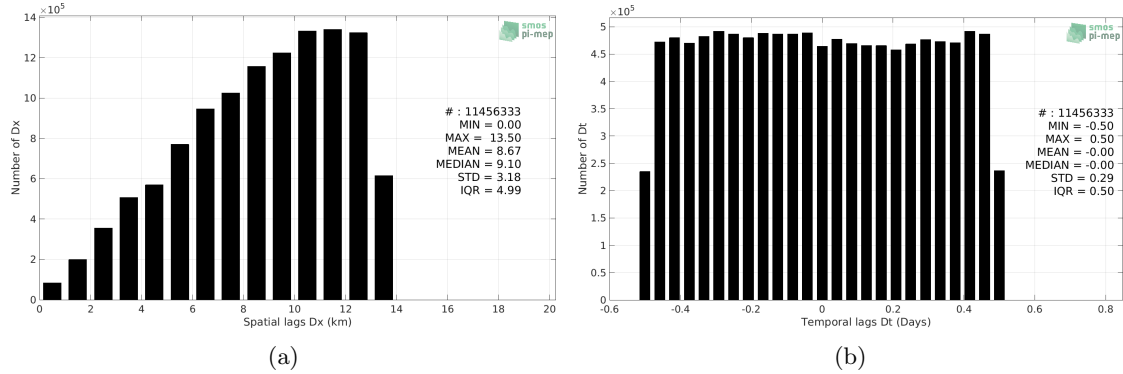 ×10⁵
14
12
10
8
6
4
2
0
Number of Dx
smos
pi-mep
# : 11456333
MIN = 0.00
MAX = 13.50
MEAN = 8.67
MEDIAN = 9.10
STD = 3.18
IQR = 4.99
0 2 4 6 8 10 12 14 16 18 20
Spatial lags Dx (km)
(a)
×10⁵
5
4.5
4
3.5
3
2.5
2
1.5
1
0.5
0
Number of Dt
smos
pi-mep
# : 11456333
MIN = -0.50
MAX = 0.50
MEAN = -0.00
MEDIAN = -0.00
STD = 0.29
IQR = 0.50
-0.6 -0.4 -0.2 0 0.2 0.4 0.6 0.8
Temporal lags Dt (Days)
(b)